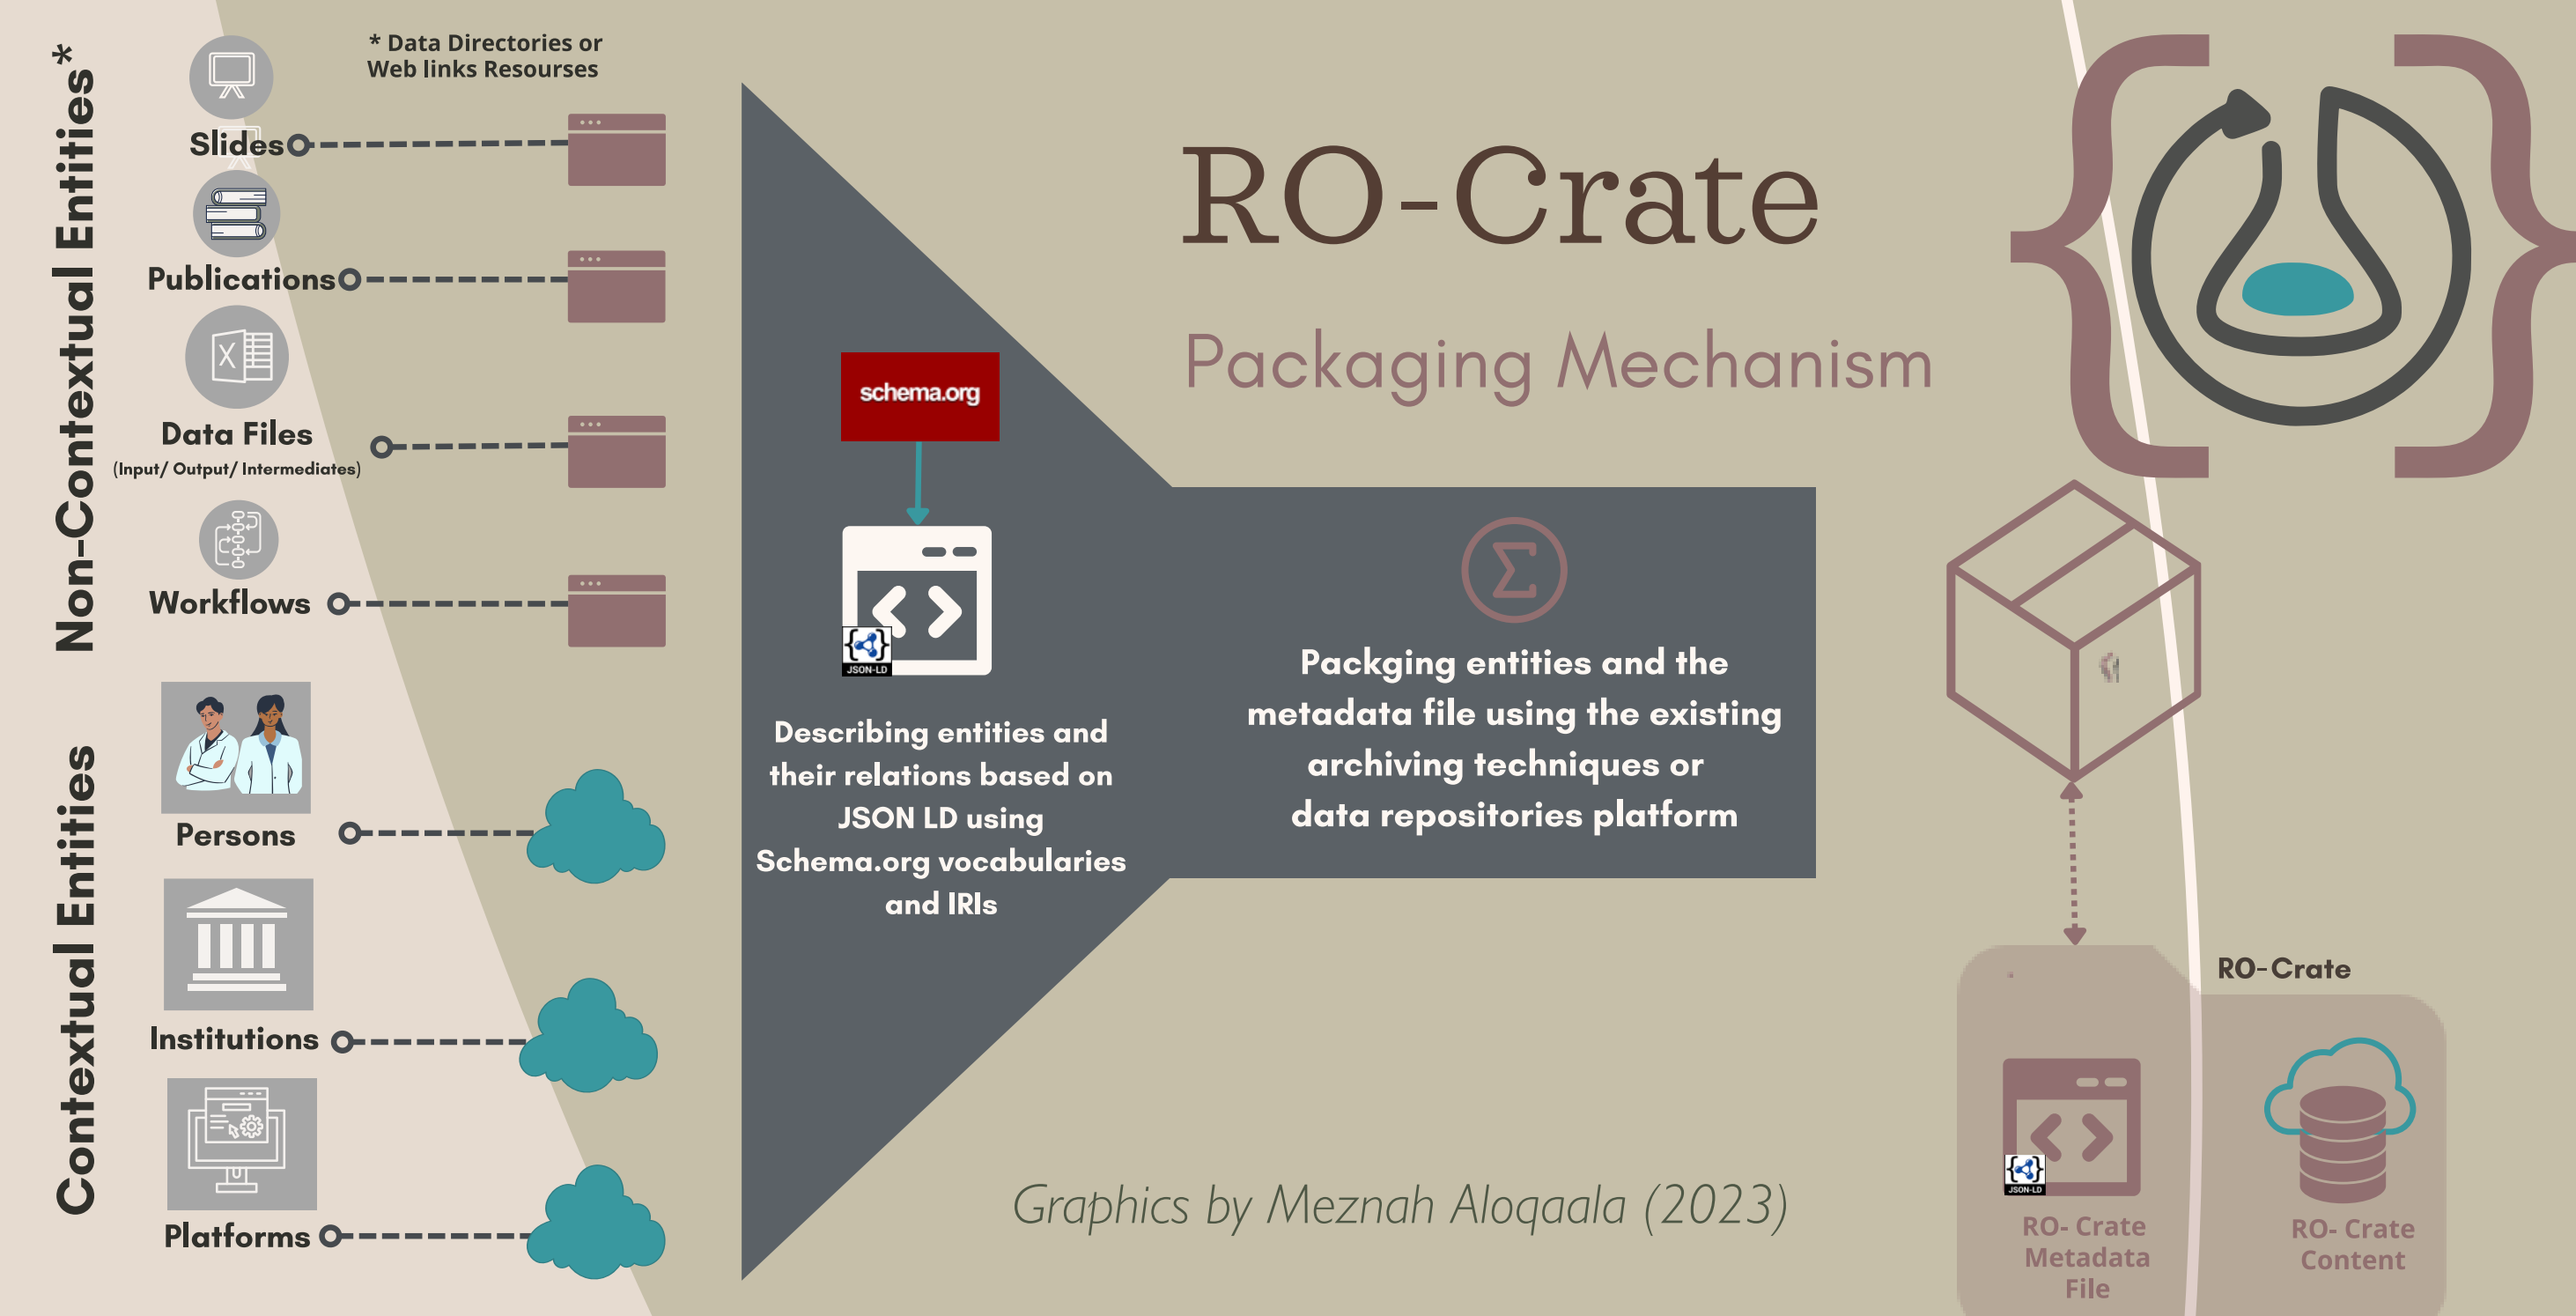 Non-Contextual Entities*
* Data Directories or
Web links Resourses
Slides
Publications
X
Data Files
(Input/ Output/ Intermediates)
Workflows
Contextual Entities
Persons
Institutions
Platforms
schema.org
JSON-LD
Describing entities and
their relations based on
JSON LD using
Schema.org vocabularies
and IRIs
RO-Crate
Packaging Mechanism
Σ
Packging entities and the
metadata file using the existing
archiving techniques or
data repositories platform
Graphics by Meznah Aloqaala (2023)
RO-Crate
JSON-LD
RO- Crate
Metadata
File
RO- Crate
Content